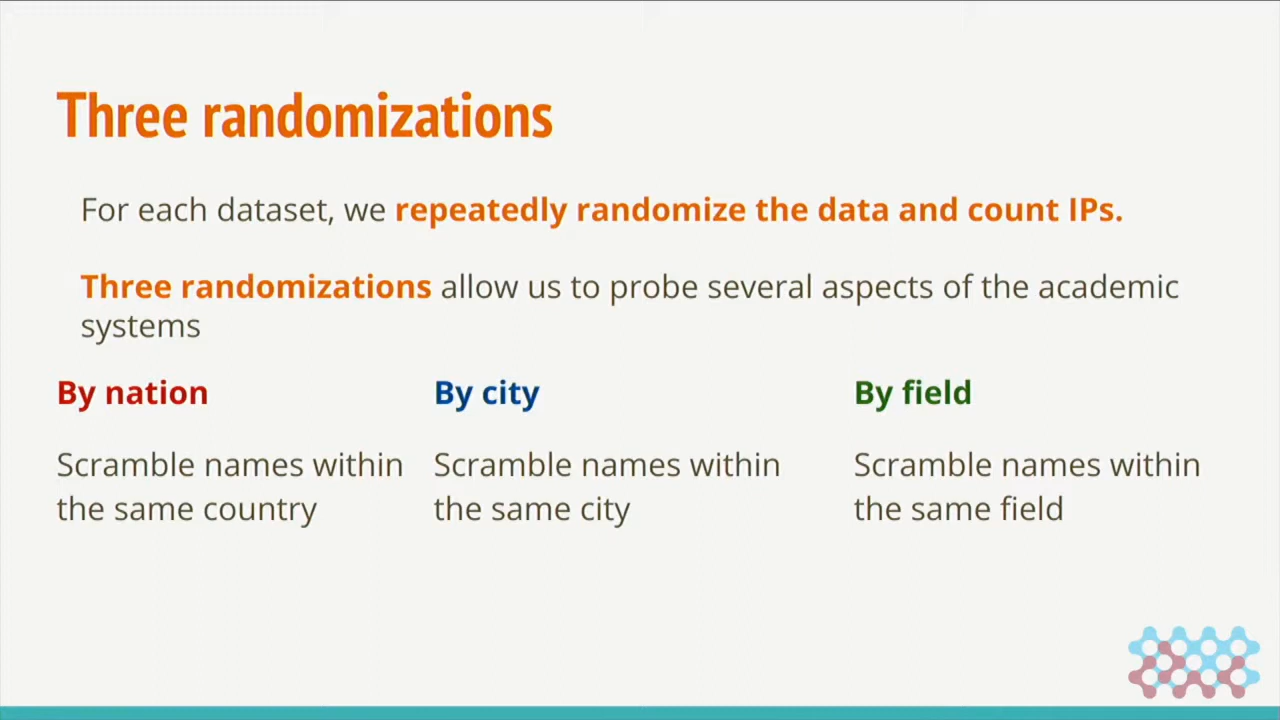 Three randomizations
For each dataset, we repeatedly randomize the data and count IPs.
Three randomizations allow us to probe several aspects of the academic
systems
By nation
Scramble names within
the same country
By city
Scramble names within
the same city
By field
Scramble names within
the same field